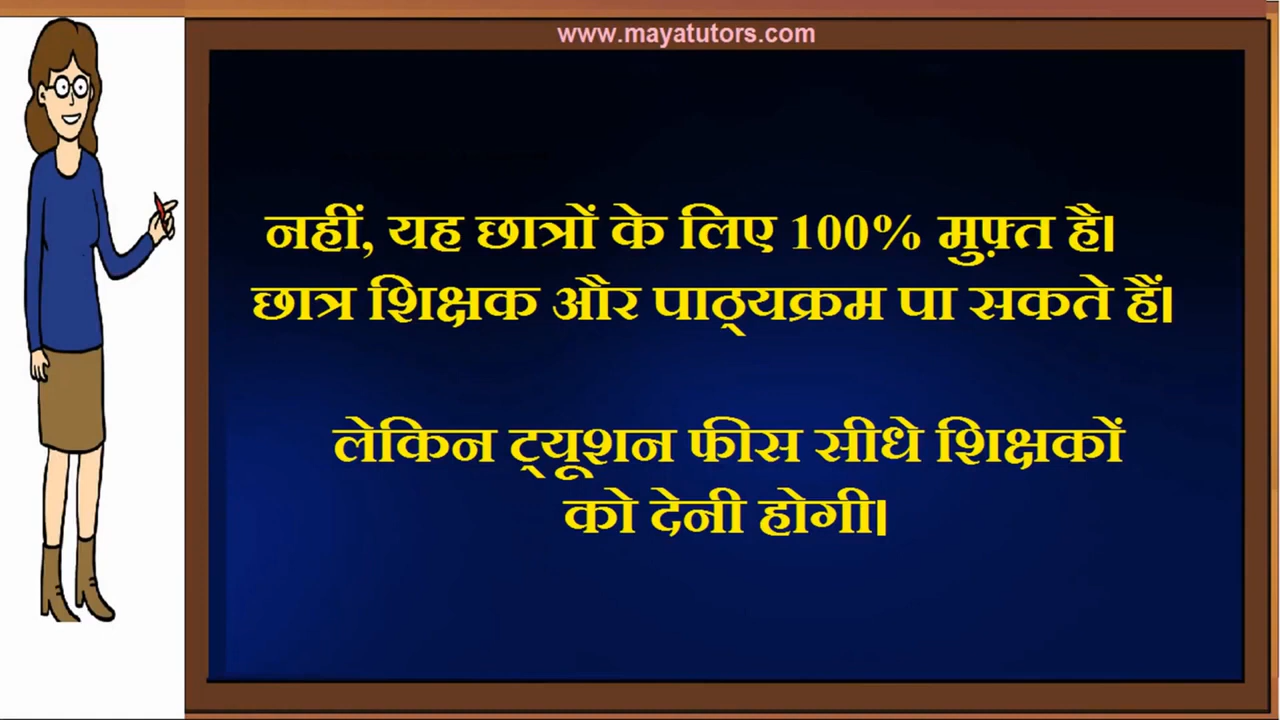 www.mayatutors.com
नहीं, यह छात्रों के लिए 100% मुफ़्त है।
छात्र शिक्षक और पाठ्यक्रम पा सकते हैं।
लेकिन ट्यूशन फीस सीधे शिक्षकों
को देनी होगी।